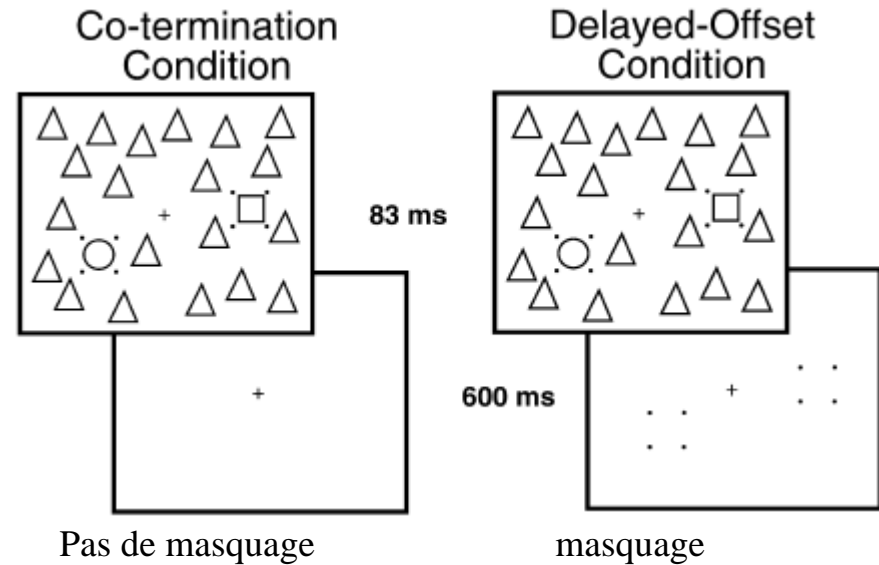 Co-termination
Condition
Delayed-Offset
Condition
83 ms
600 ms
Pas de masquage
masquage